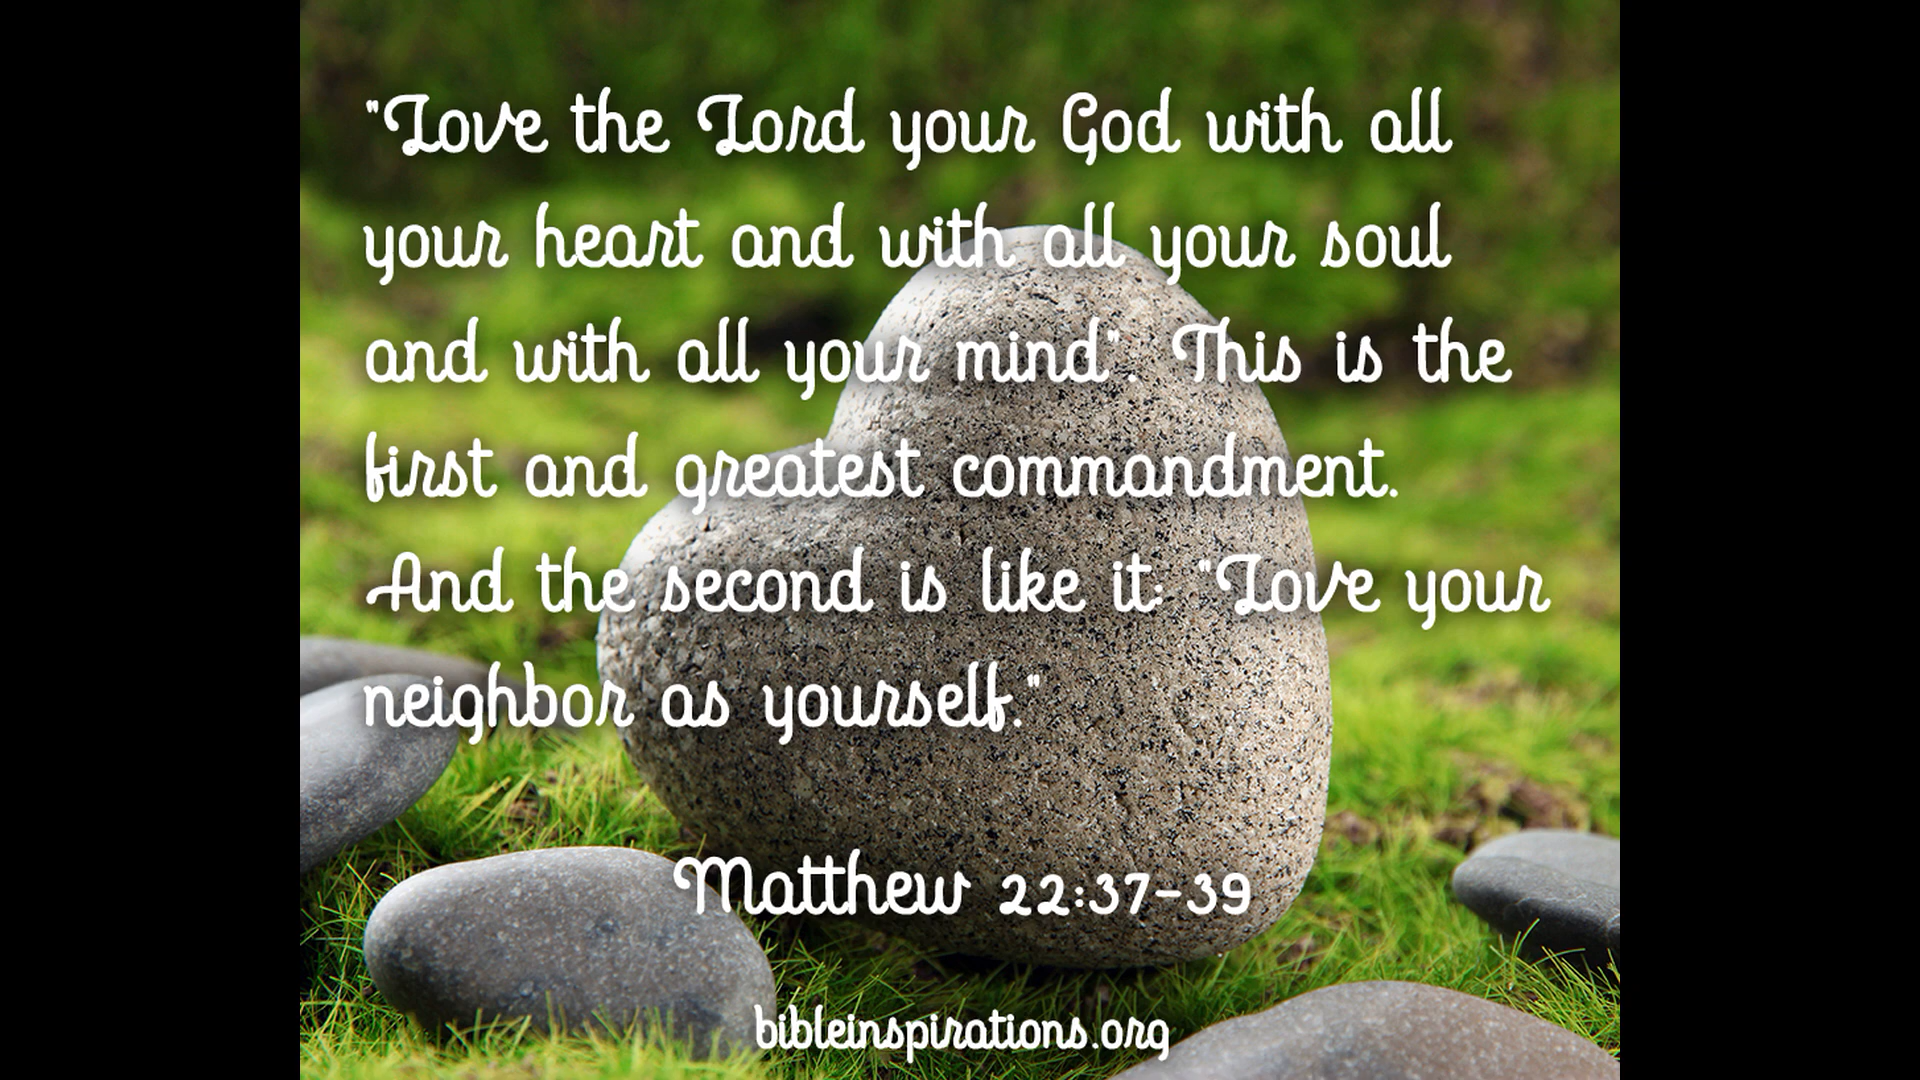 "Love the Lord your God with all
your heart and with all your soul
and with all your mind". This is the
first and greatest commandment.
And the second is like it: "Love your
neighbor as yourself."
Matthew 22:37-39
bibleinspirations.org